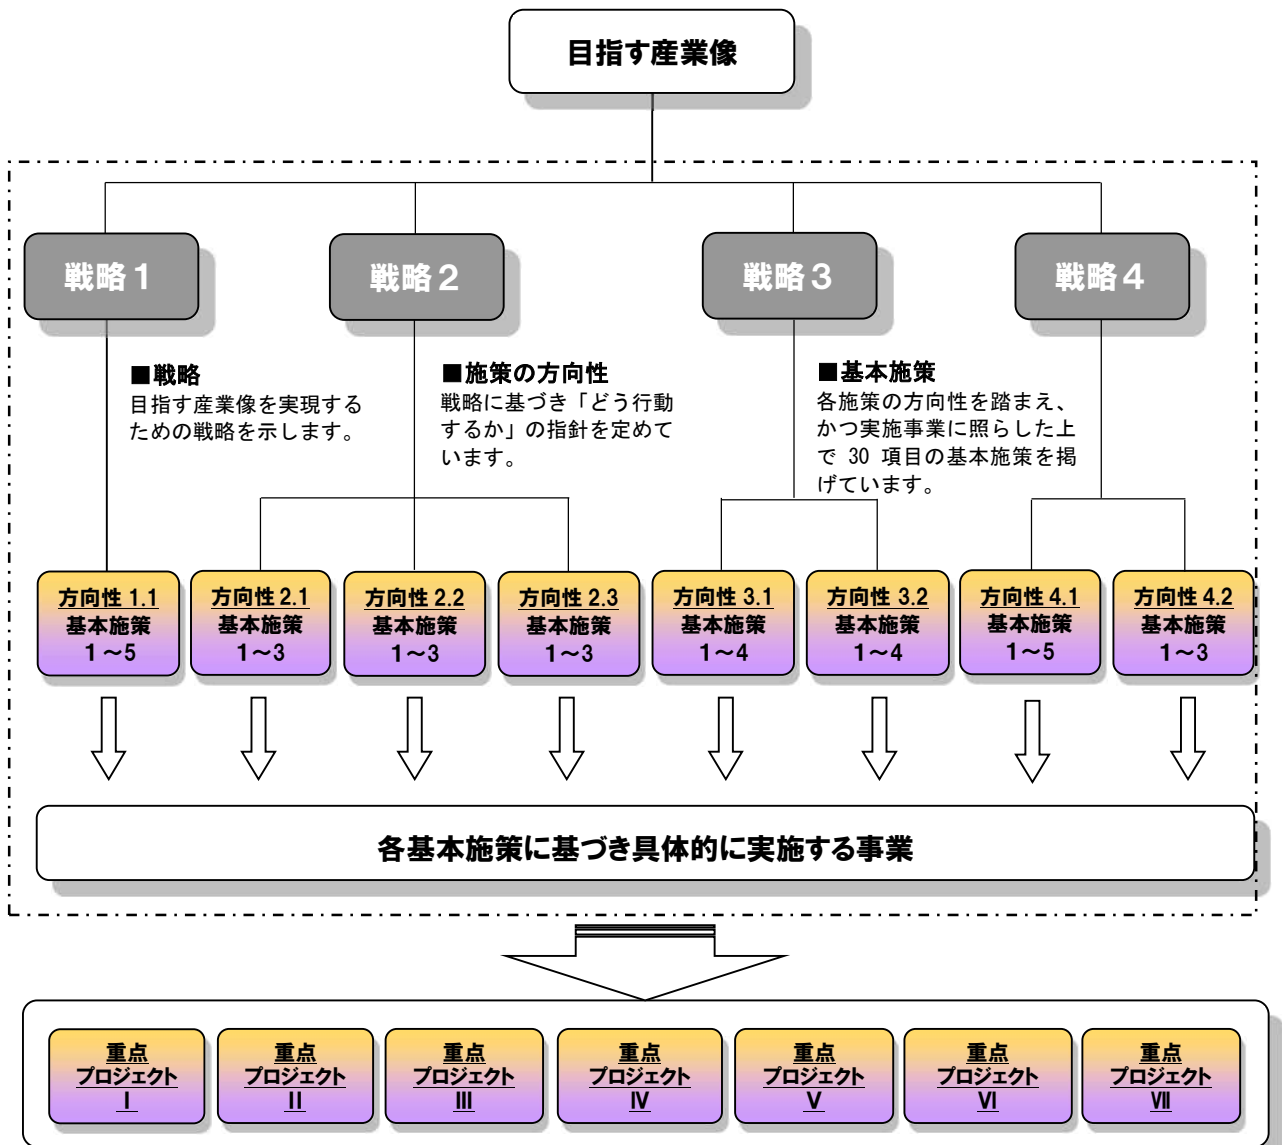 目指す産業像
戦略1
戦略2
戦略3
戦略4
■戦略
目指す産業像を実現する
ための戦略を示します。
■施策の方向性
戦略に基づき「どう行動
するか」の指針を定めて
います。
■基本施策
各施策の方向性を踏まえ、
かつ実施事業に照らした上
で 30 項目の基本施策を掲
げています。
方向性 1.1
基本施策
1～5
方向性 2.1
基本施策
1～3
方向性 2.2
基本施策
1～3
方向性 2.3
基本施策
1～3
方向性 3.1
基本施策
1～4
方向性 3.2
基本施策
1～4
方向性 4.1
基本施策
1～5
方向性 4.2
基本施策
1～3
各基本施策に基づき具体的に実施する事業
重点
プロジェクト
Ⅰ
重点
プロジェクト
Ⅱ
重点
プロジェクト
Ⅲ
重点
プロジェクト
Ⅳ
重点
プロジェクト
Ⅴ
重点
プロジェクト
Ⅵ
重点
プロジェクト
Ⅶ